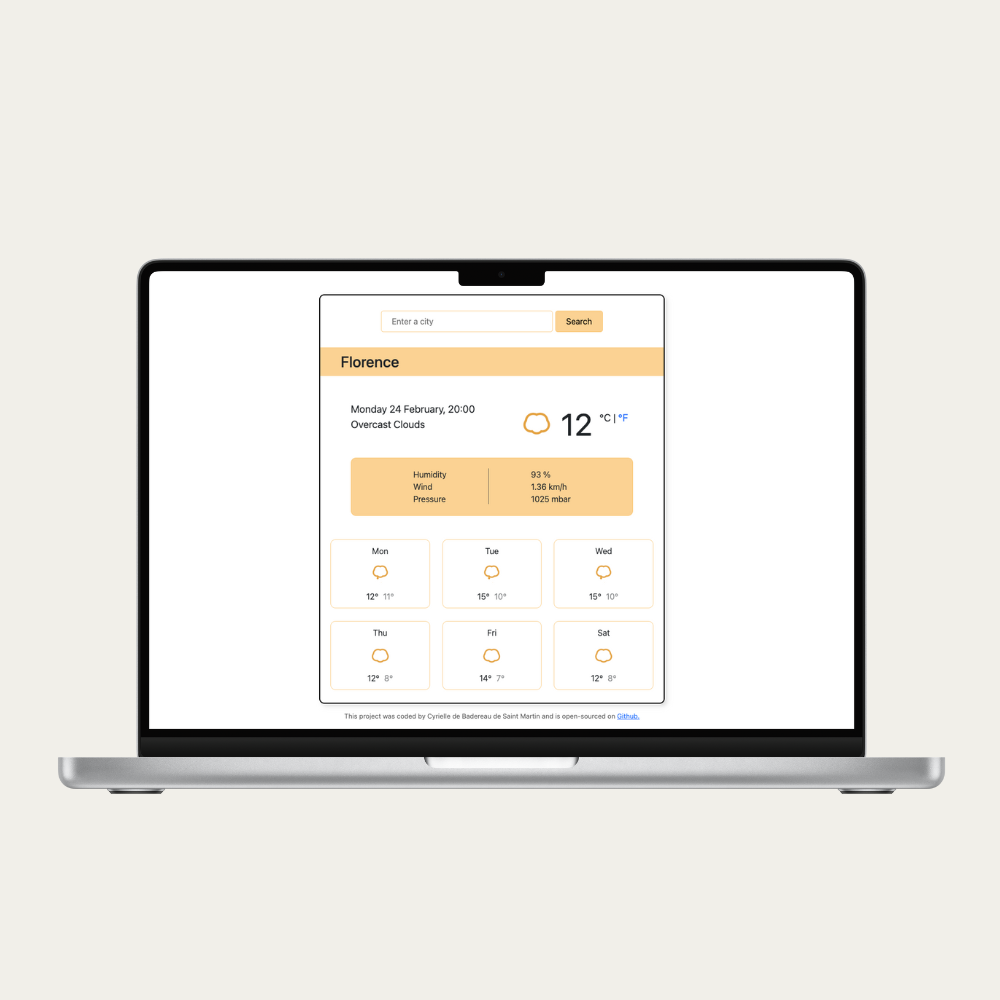 Enter a city
Search
Florence
Monday 24 February, 20:00
Overcast Clouds
12 °C | °F
Humidity 93 %
Wind 1.36 km/h
Pressure 1025 mbar
Mon Tue Wed
12° 11° 15° 10° 15° 10°
Thu Fri Sat
12° 8° 14° 7° 12° 8°
This project was coded by Cyrielle de Badereau de Saint Martin and is open-sourced on Github.